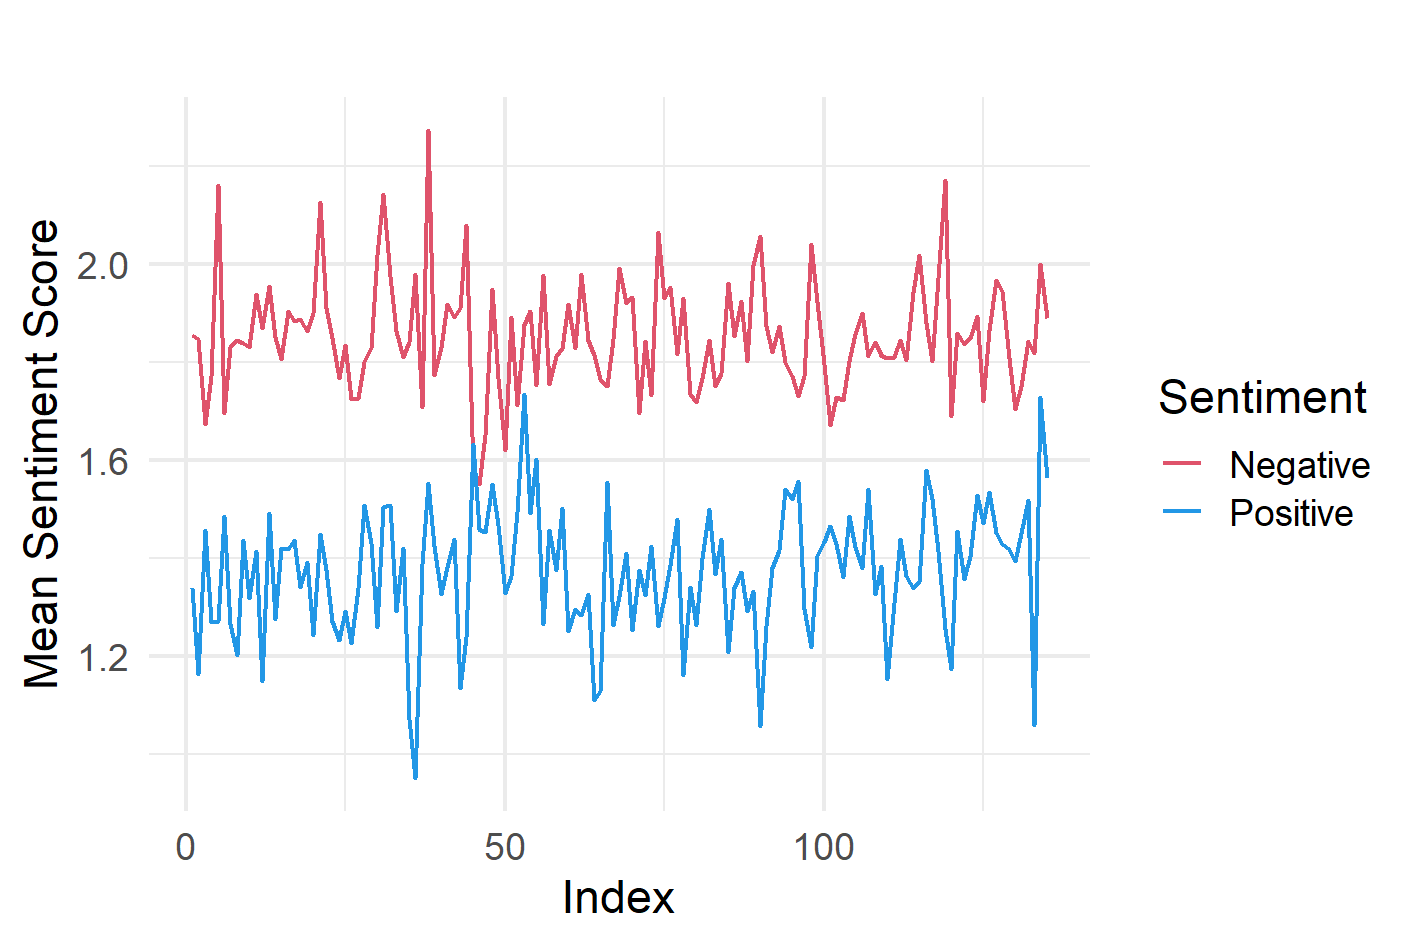 Mean Sentiment Score
2.0
1.6
1.2
0
50
100
Index
Sentiment
Negative
Positive